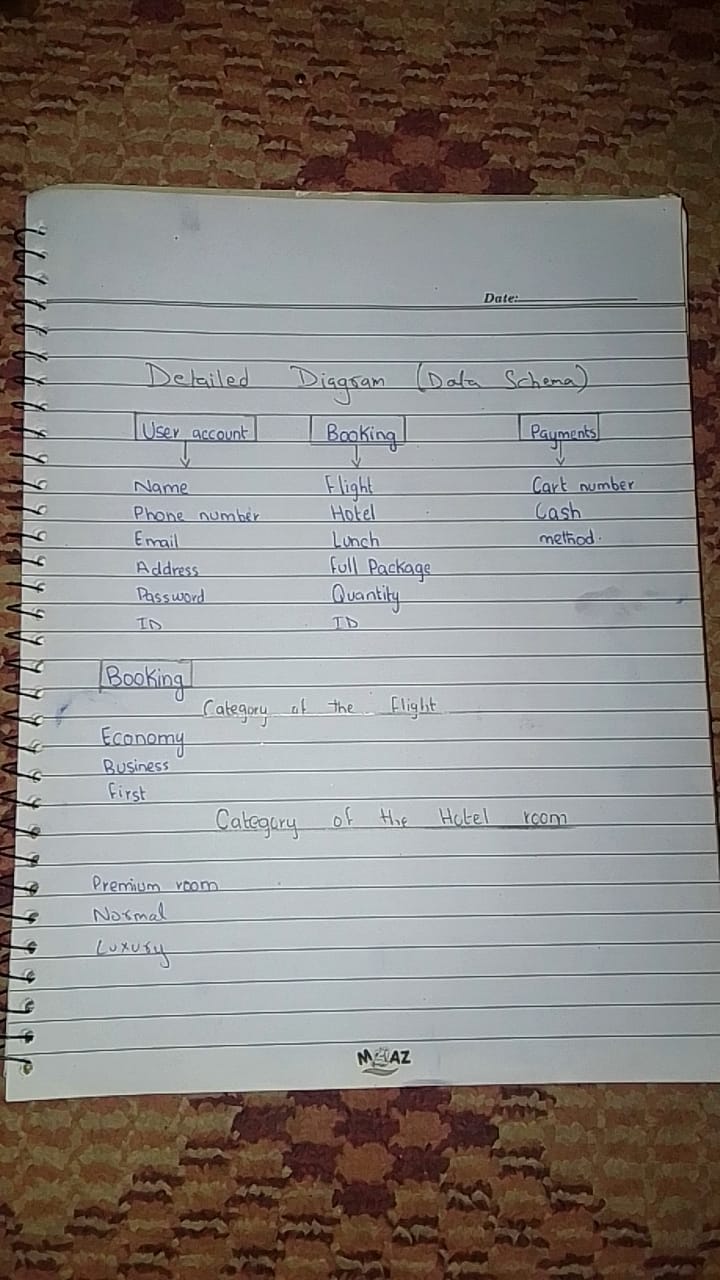 Date:
Detailed Diagram (Data Schema)
User account Booking Payments
Name Flight Cart number
Phone number Hotel Cash
Email Lunch method.
Address Full Package
Password Quantity
ID ID
Booking
Category of the flight
Economy
Business
first
Category of the Hotel room
Premium room
Normal
Luxury
MAAZ